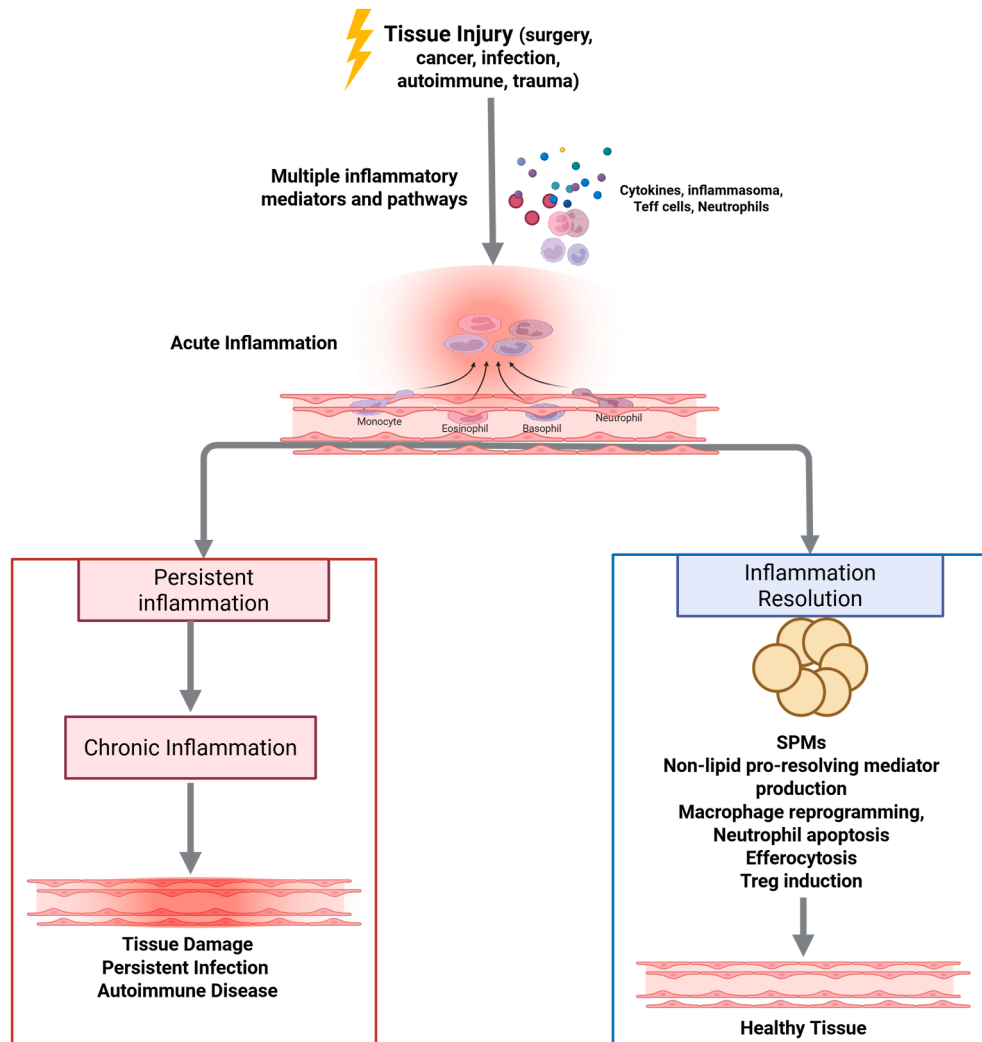 Tissue Injury (surgery,
cancer, infection,
autoimmune, trauma)
Multiple inflammatory
mediators and pathways
Cytokines, inflammasoma,
Teff cells, Neutrophils
Acute Inflammation
Monocyte
Eosinophil
Basophil
Neutrophil
Persistent
inflammation
Chronic Inflammation
Tissue Damage
Persistent Infection
Autoimmune Disease
Inflammation
Resolution
SPMs
Non-lipid pro-resolving mediator
production
Macrophage reprogramming,
Neutrophil apoptosis
Efferocytosis
Treg induction
Healthy Tissue